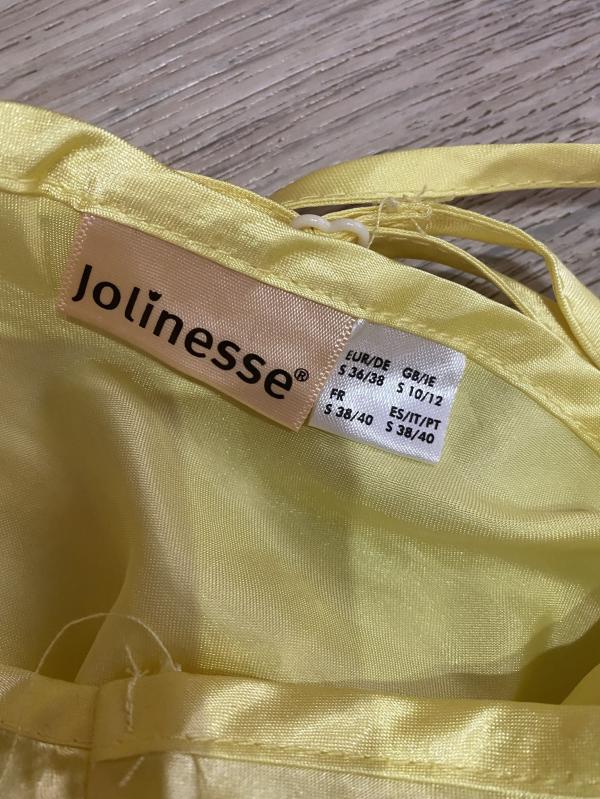 Jolinesse®
EUR/DE GB/IE
S 36/38 S 10/12
FR ES/IT/PT
S 38/40 S 38/40